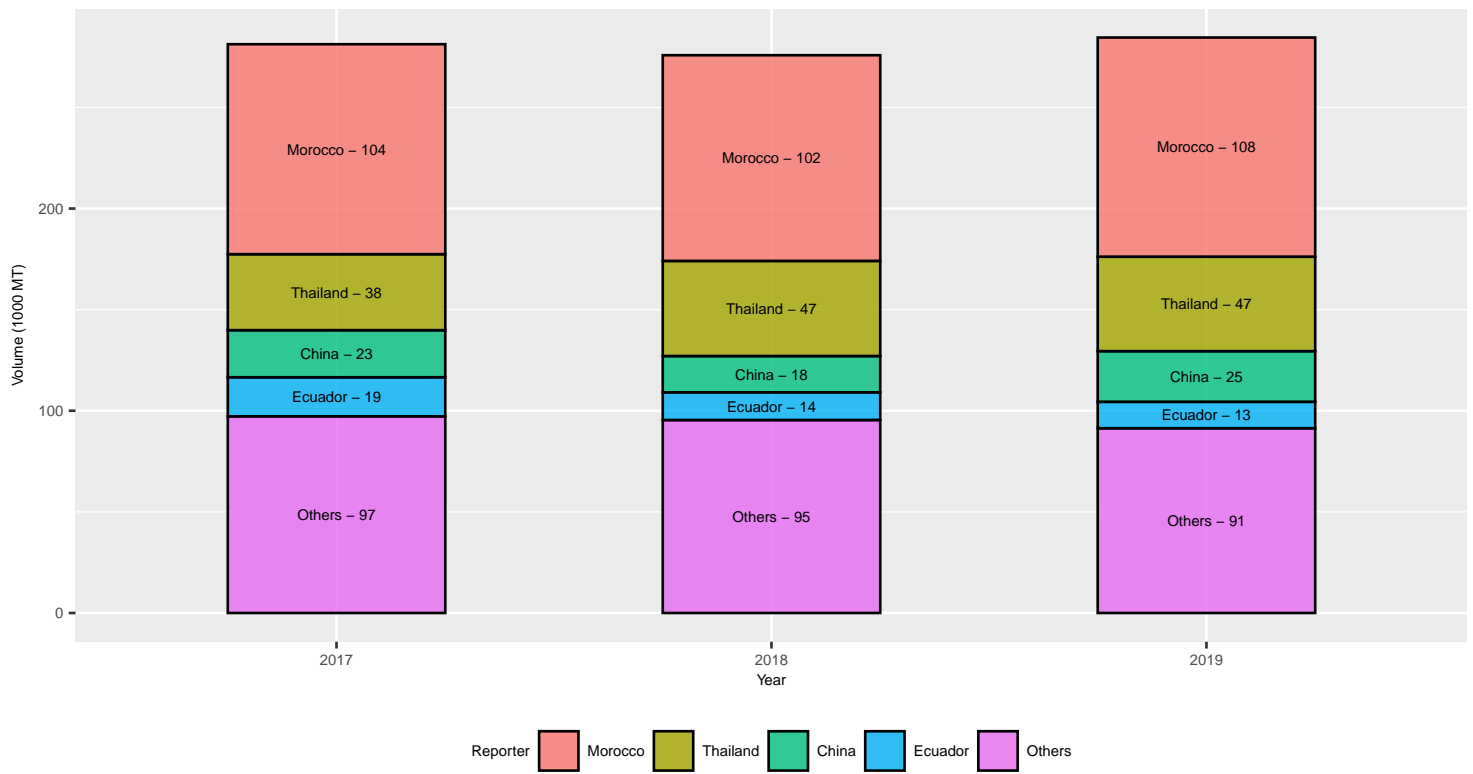 Volume (1000 MT)
200
100
0
Morocco – 104
Thailand – 38
China – 23
Ecuador – 19
Others – 97
Morocco – 102
Thailand – 47
China – 18
Ecuador – 14
Others – 95
Morocco – 108
Thailand – 47
China – 25
Ecuador – 13
Others – 91
2017 2018 2019
Year
Reporter Morocco Thailand China Ecuador Others